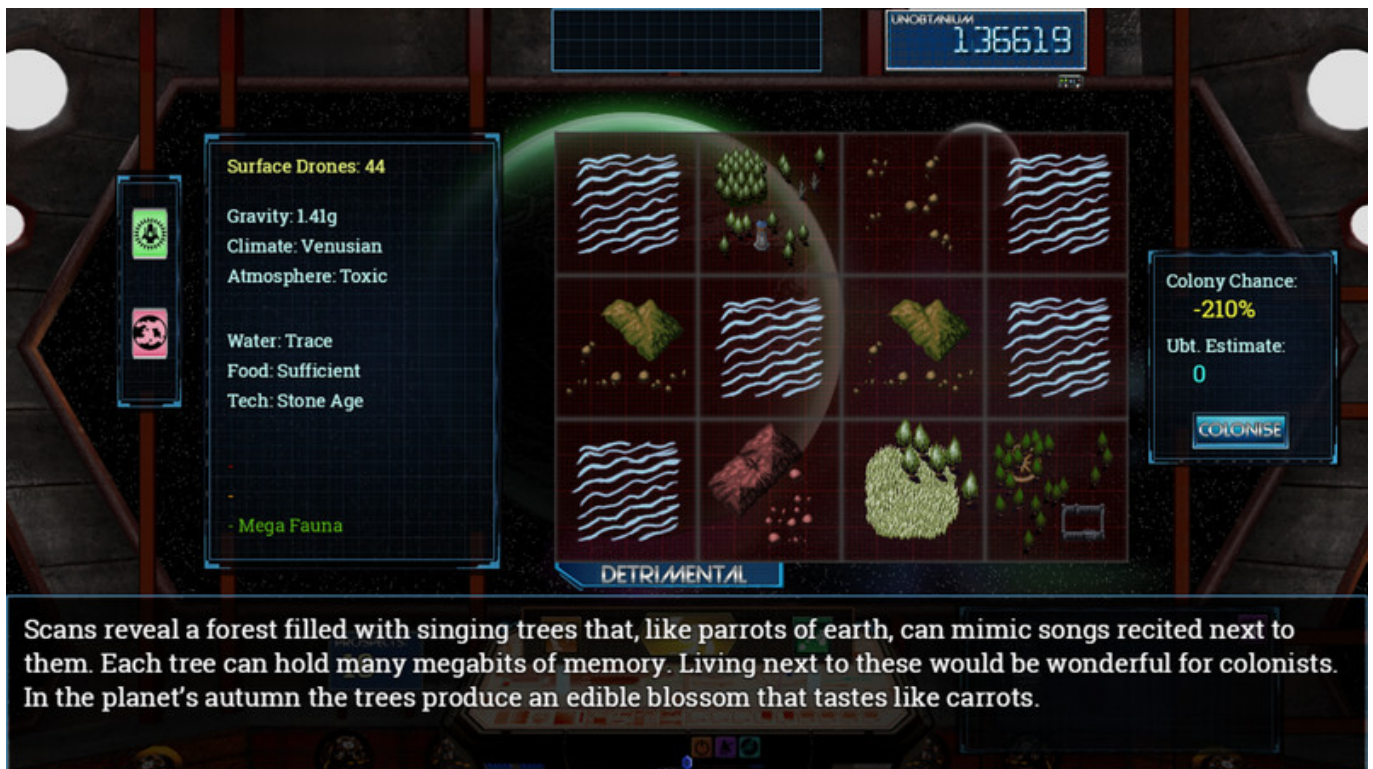 UNOBTANIUM
136619
Surface Drones: 44
Gravity: 1.41g
Climate: Venusian
Atmosphere: Toxic
Water: Trace
Food: Sufficient
Tech: Stone Age
-
-
- Mega Fauna
Colony Chance:
-210%
Ubt. Estimate:
0
COLONISE
DETRIMENTAL
Scans reveal a forest filled with singing trees that, like parrots of earth, can mimic songs recited next to
them. Each tree can hold many megabits of memory. Living next to these would be wonderful for colonists.
In the planet's autumn the trees produce an edible blossom that tastes like carrots.